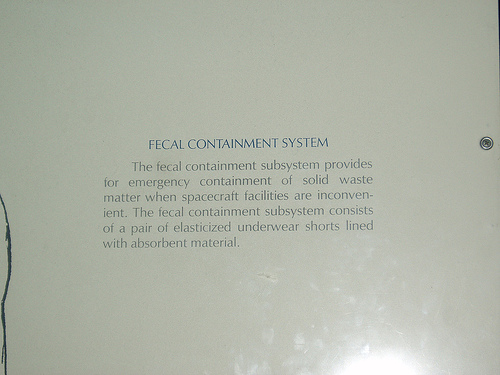 FECAL CONTAINMENT SYSTEM
The fecal containment subsystem provides
for emergency containment of solid waste
matter when spacecraft facilities are inconven-
ient. The fecal containment subsystem consists
of a pair of elasticized underwear shorts lined
with absorbent material.